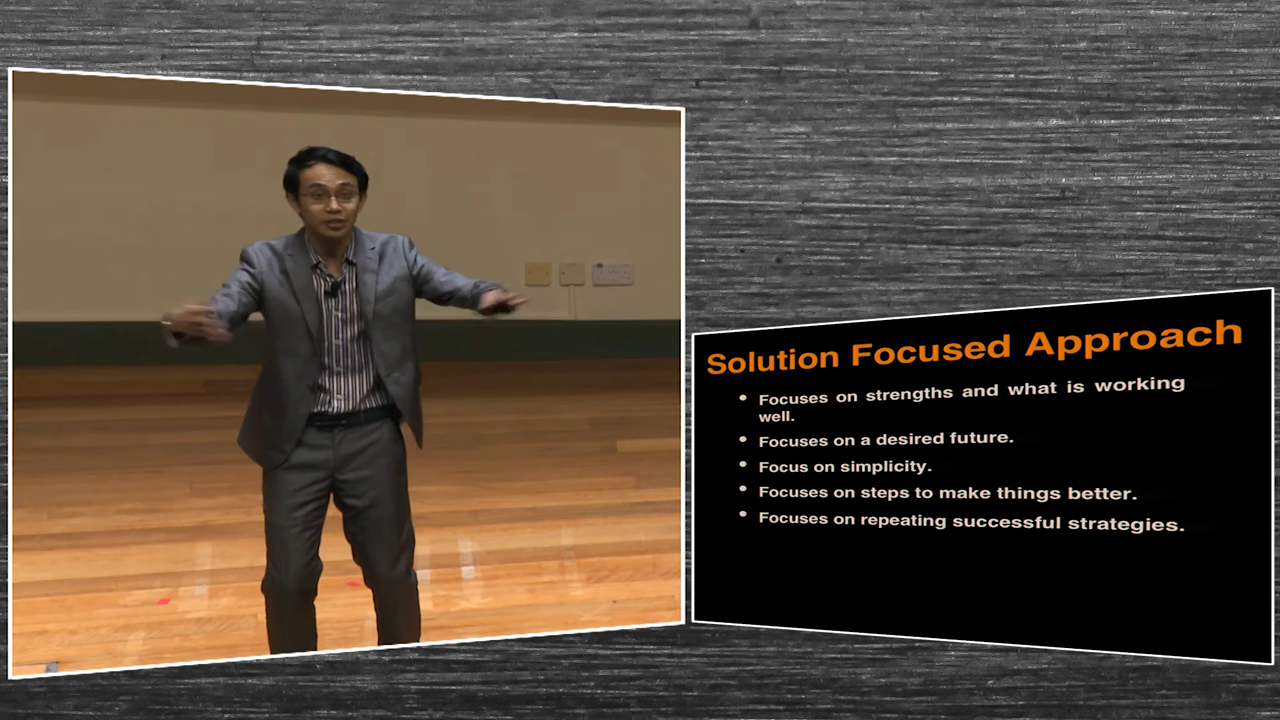 Solution Focused Approach
• Focuses on strengths and what is working
well.
• Focuses on a desired future.
• Focus on simplicity.
• Focuses on steps to make things better.
• Focuses on repeating successful strategies.